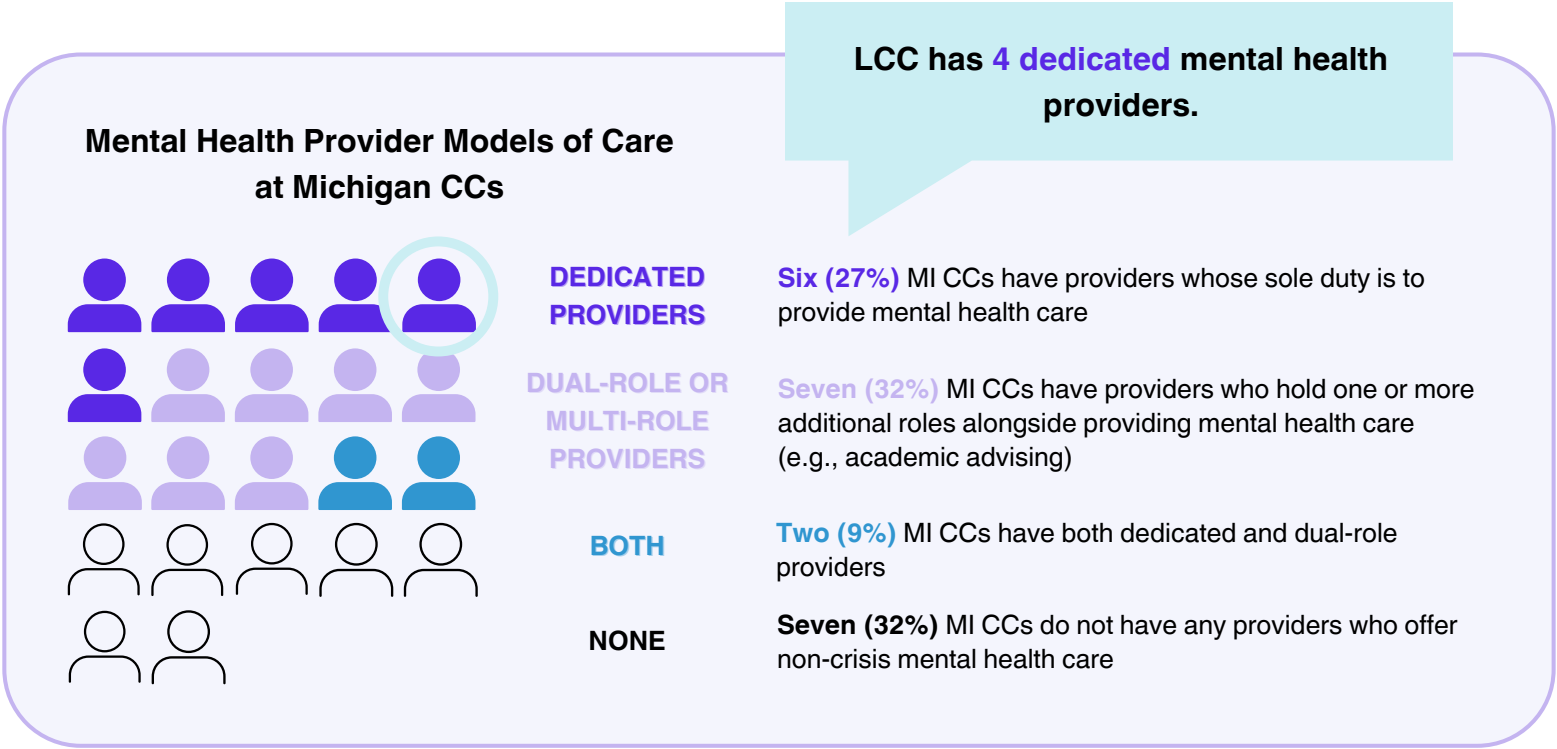 LCC has 4 dedicated mental health
providers.
Mental Health Provider Models of Care
at Michigan CCs
DEDICATED
PROVIDERS
Six (27%) MI CCs have providers whose sole duty is to
provide mental health care
DUAL-ROLE OR
MULTI-ROLE
PROVIDERS
Seven (32%) MI CCs have providers who hold one or more
additional roles alongside providing mental health care
(e.g., academic advising)
BOTH
Two (9%) MI CCs have both dedicated and dual-role
providers
NONE
Seven (32%) MI CCs do not have any providers who offer
non-crisis mental health care